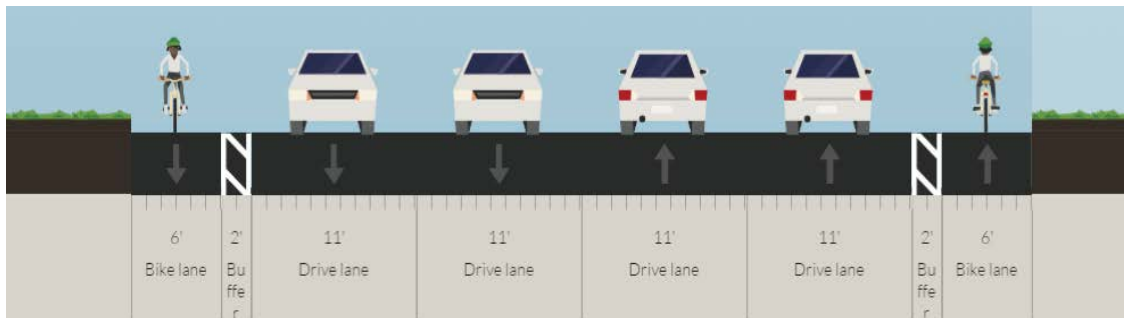 6' 2' 11' 11' 11' 11' 2' 6'
Bike lane Bu Drive lane Drive lane Drive lane Drive lane Bu Bike lane
ffe ffe
r r